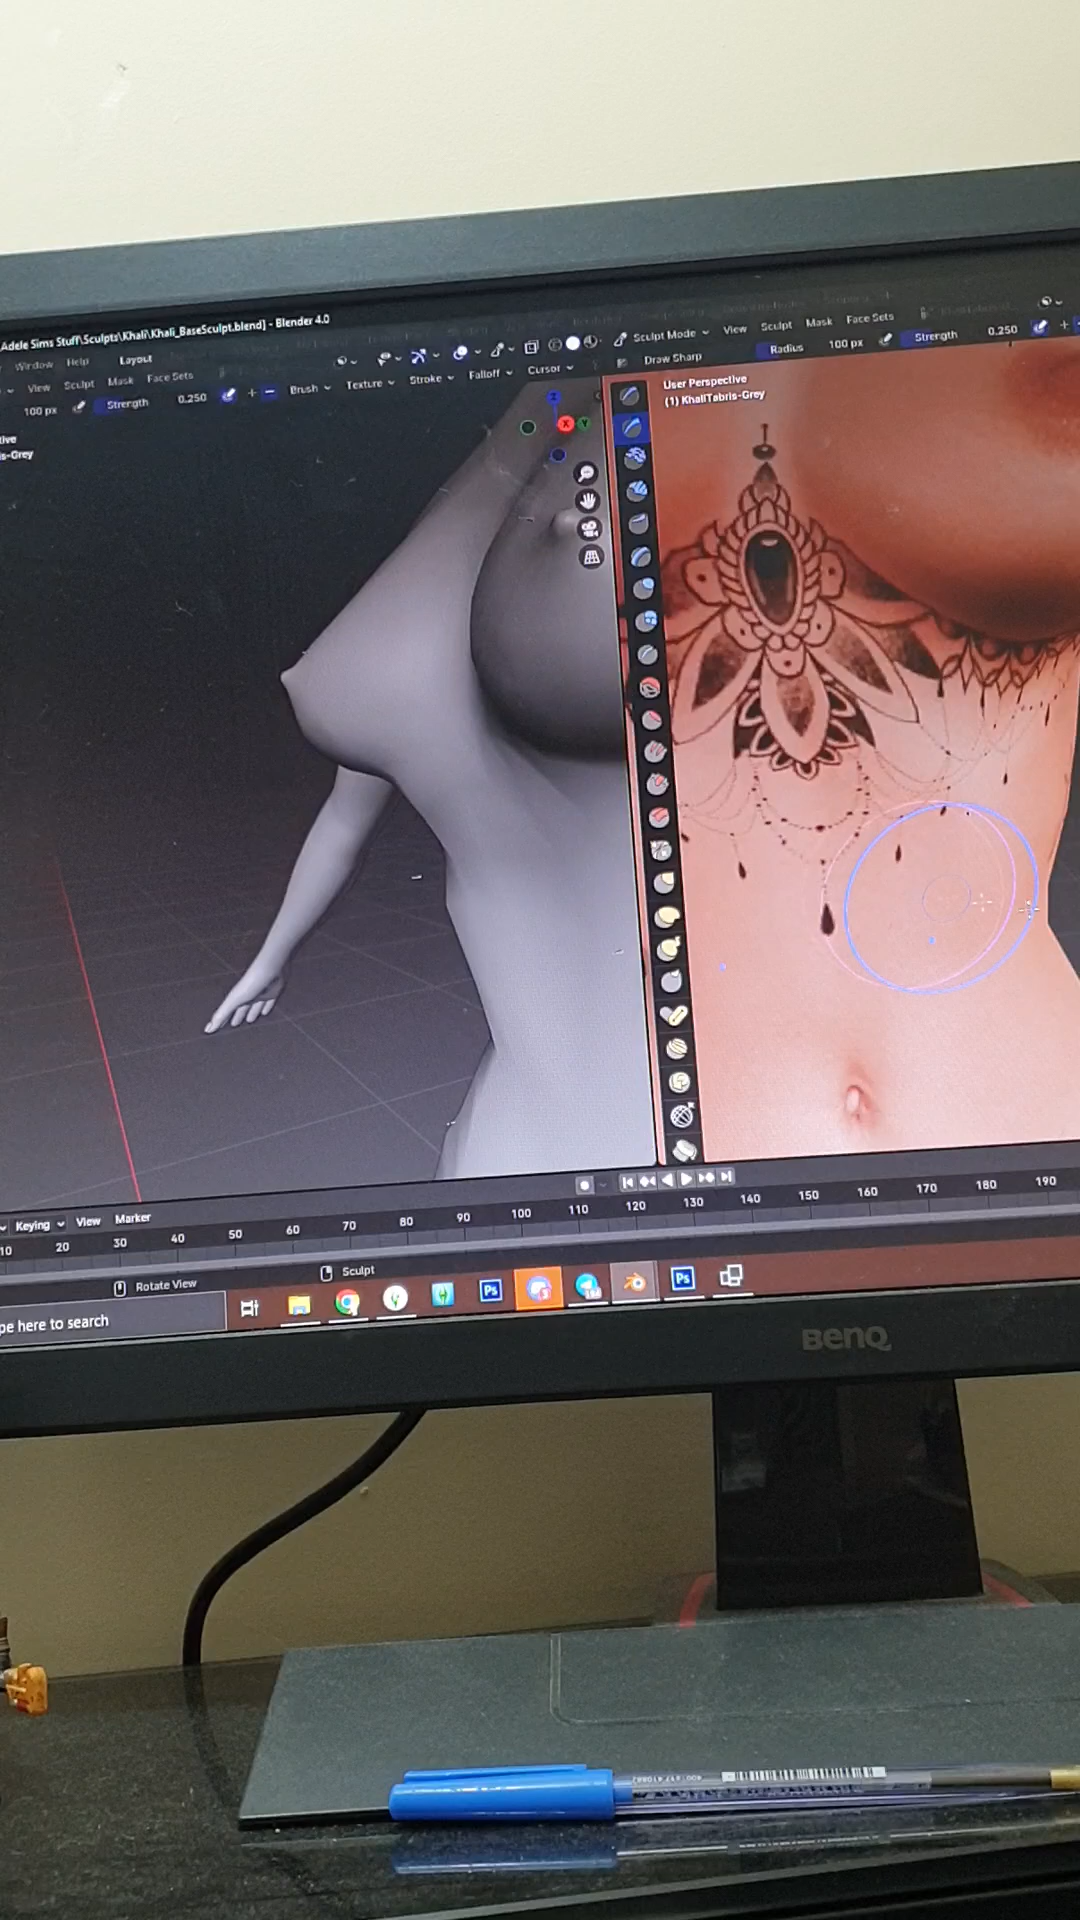 Adele Sims Stuff\Sculpts\Khali\Khali_BaseSculpt.blend] - Blender 4.0
Window Help Layout
View Sculpt Mask Face Sets
100 px Strength 0.250 Brush Texture Stroke Falloff Cursor
s-Grey
Sculpt Mode View Sculpt Mask Face Sets
Draw Sharp Radius 100 px Strength 0.250
User Perspective
(1) KhaliTabris-Grey
X Y Z
Keying View Marker
10 20 30 40 50 60 70 80 90 100 110 120 130 140 150 160 170 180 190
Rotate View Sculpt
pe here to search
Ps Ps
BenQ